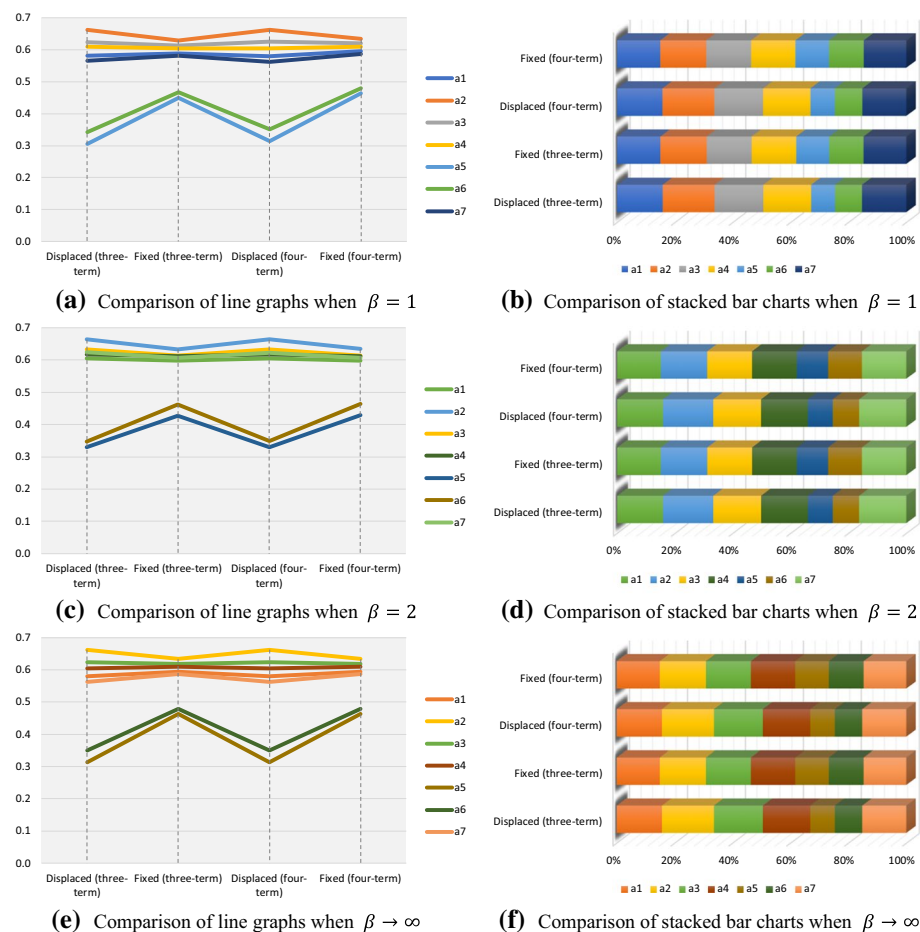 0.7
0.6
0.5
0.4
0.3
0.2
0.1
0.0
Displaced (three-
term)
Fixed (three-term)
Displaced (four-
term)
Fixed (four-term)
a1
a2
a3
a4
a5
a6
a7
(a) Comparison of line graphs when β = 1
Fixed (four-term)
Displaced (four-term)
Fixed (three-term)
Displaced (three-term)
0% 20% 40% 60% 80% 100%
a1 a2 a3 a4 a5 a6 a7
(b) Comparison of stacked bar charts when β = 1
0.7
0.6
0.5
0.4
0.3
0.2
0.1
0.0
Displaced (three-
term)
Fixed (three-term)
Displaced (four-
term)
Fixed (four-term)
a1
a2
a3
a4
a5
a6
a7
(c) Comparison of line graphs when β = 2
Fixed (four-term)
Displaced (four-term)
Fixed (three-term)
Displaced (three-term)
0% 20% 40% 60% 80% 100%
a1 a2 a3 a4 a5 a6 a7
(d) Comparison of stacked bar charts when β = 2
0.7
0.6
0.5
0.4
0.3
0.2
0.1
0.0
Displaced (three-
term)
Fixed (three-term)
Displaced (four-
term)
Fixed (four-term)
a1
a2
a3
a4
a5
a6
a7
(e) Comparison of line graphs when β → ∞
Fixed (four-term)
Displaced (four-term)
Fixed (three-term)
Displaced (three-term)
0% 20% 40% 60% 80% 100%
a1 a2 a3 a4 a5 a6 a7
(f) Comparison of stacked bar charts when β → ∞